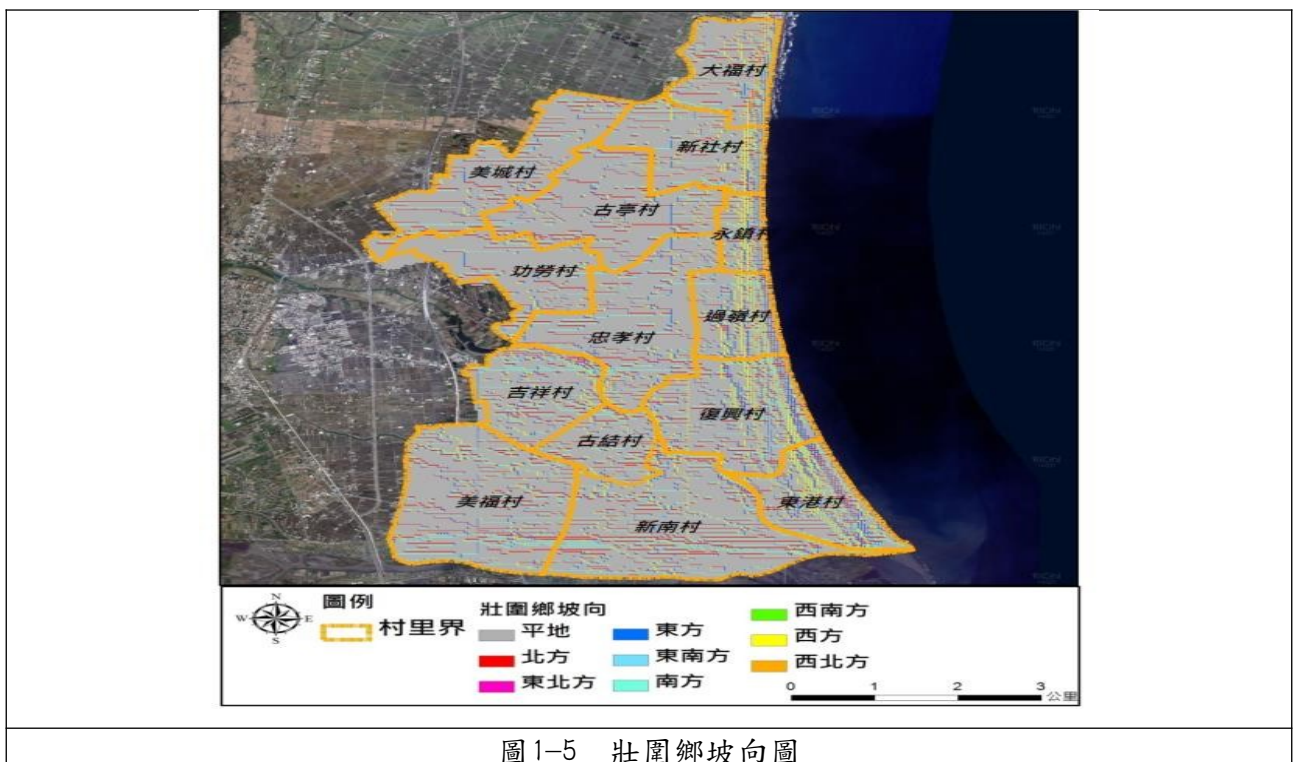 大福村
新社村
美城村
古亭村
永鎮村
功勞村
過嶺村
忠孝村
吉祥村
復興村
古結村
美福村
新南村
東港村
N
W E
S
圖例
村里界
壯圍鄉坡向
平地
北方
東北方
東方
東南方
南方
西南方
西方
西北方
0 1 2 3
公里
圖1-5 壯圍鄉坡向圖